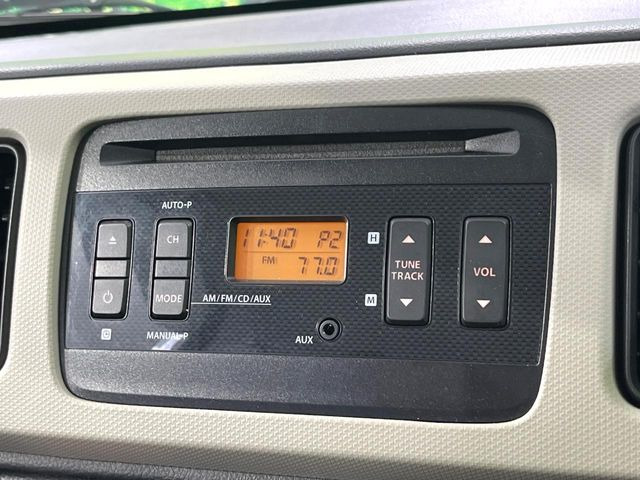 AUTO-P
CH
MODE
AM/FM/CD/AUX
MANUAL-P
11:40 P2
FM 77.0
AUX
H
M
TUNE
TRACK
VOL